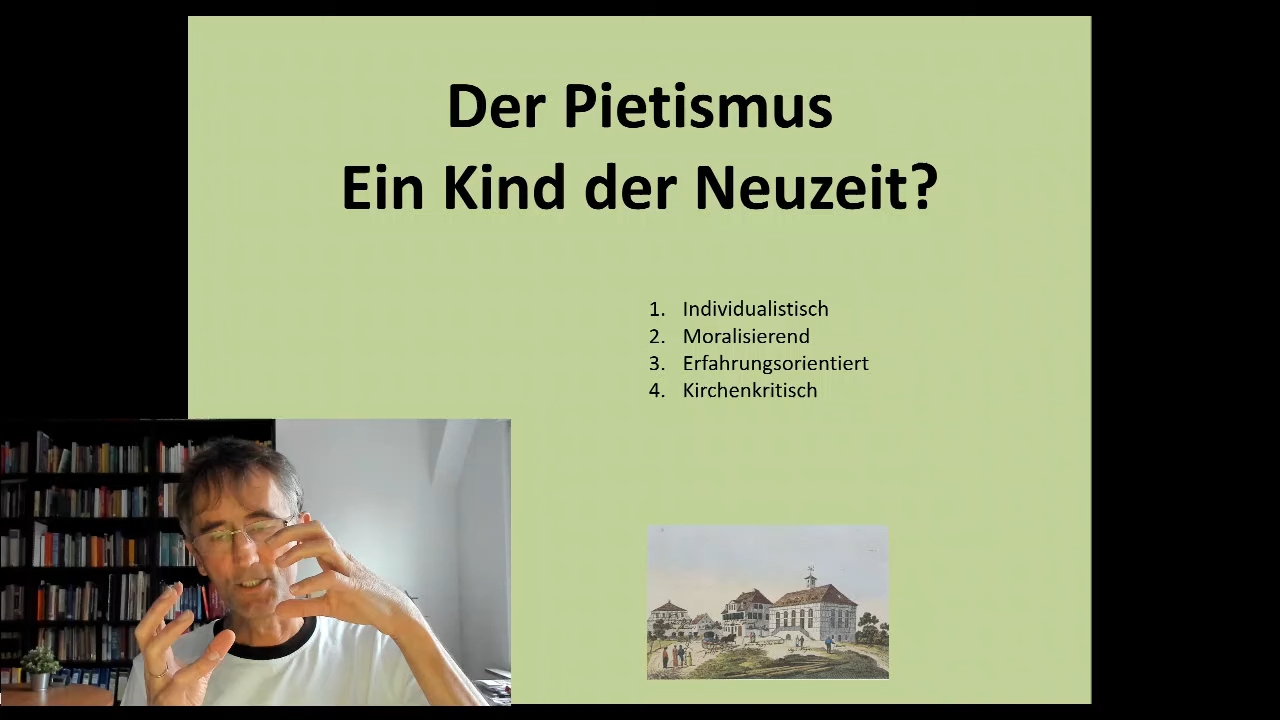 Der Pietismus
Ein Kind der Neuzeit?
1. Individualistisch
2. Moralisierend
3. Erfahrungsorientiert
4. Kirchenkritisch